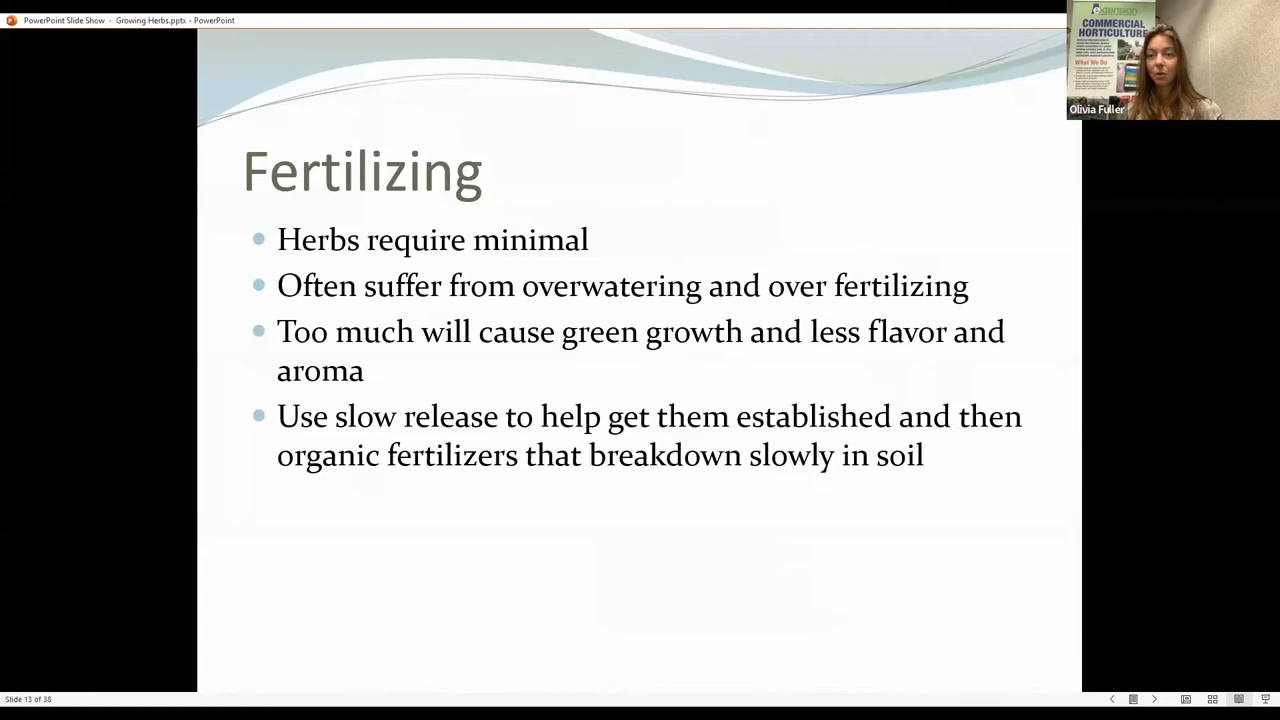 PowerPoint Slide Show - Growing Herbs.pptx - PowerPoint
extension
COMMERCIAL
HORTICULTURE
What We Do
Olivia Fuller
Fertilizing
Herbs require minimal
Often suffer from overwatering and over fertilizing
Too much will cause green growth and less flavor and
aroma
Use slow release to help get them established and then
organic fertilizers that breakdown slowly in soil
Slide 13 of 38